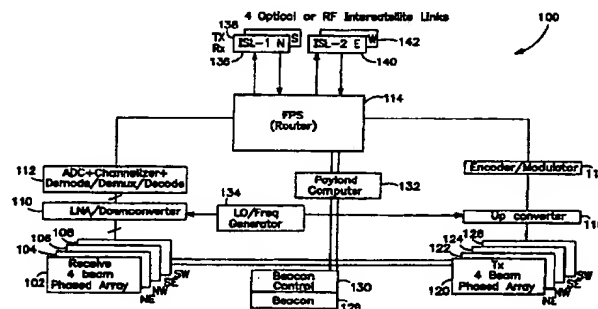 4 Optical or RF Intersatellite Links
100
138
TX
Rx
136
ISL-1 N
S
ISL-2 E
W
142
140
114
FPS
(Router)
112
ADC+Channelizer+
Demods/Demux/Decode
Encoder/Modulator
Payload
Computer
132
110
LNA/Downconverter
134
LO/Freq
Generator
Up converter
108
106
104
102
Receive
4 beam
Phased Array
SW
SE
NW
NE
Beacon
Control
130
Beacon
128
126
124
122
120
Tx
4 Beam
Phased Array
SW
SE
NW
NE